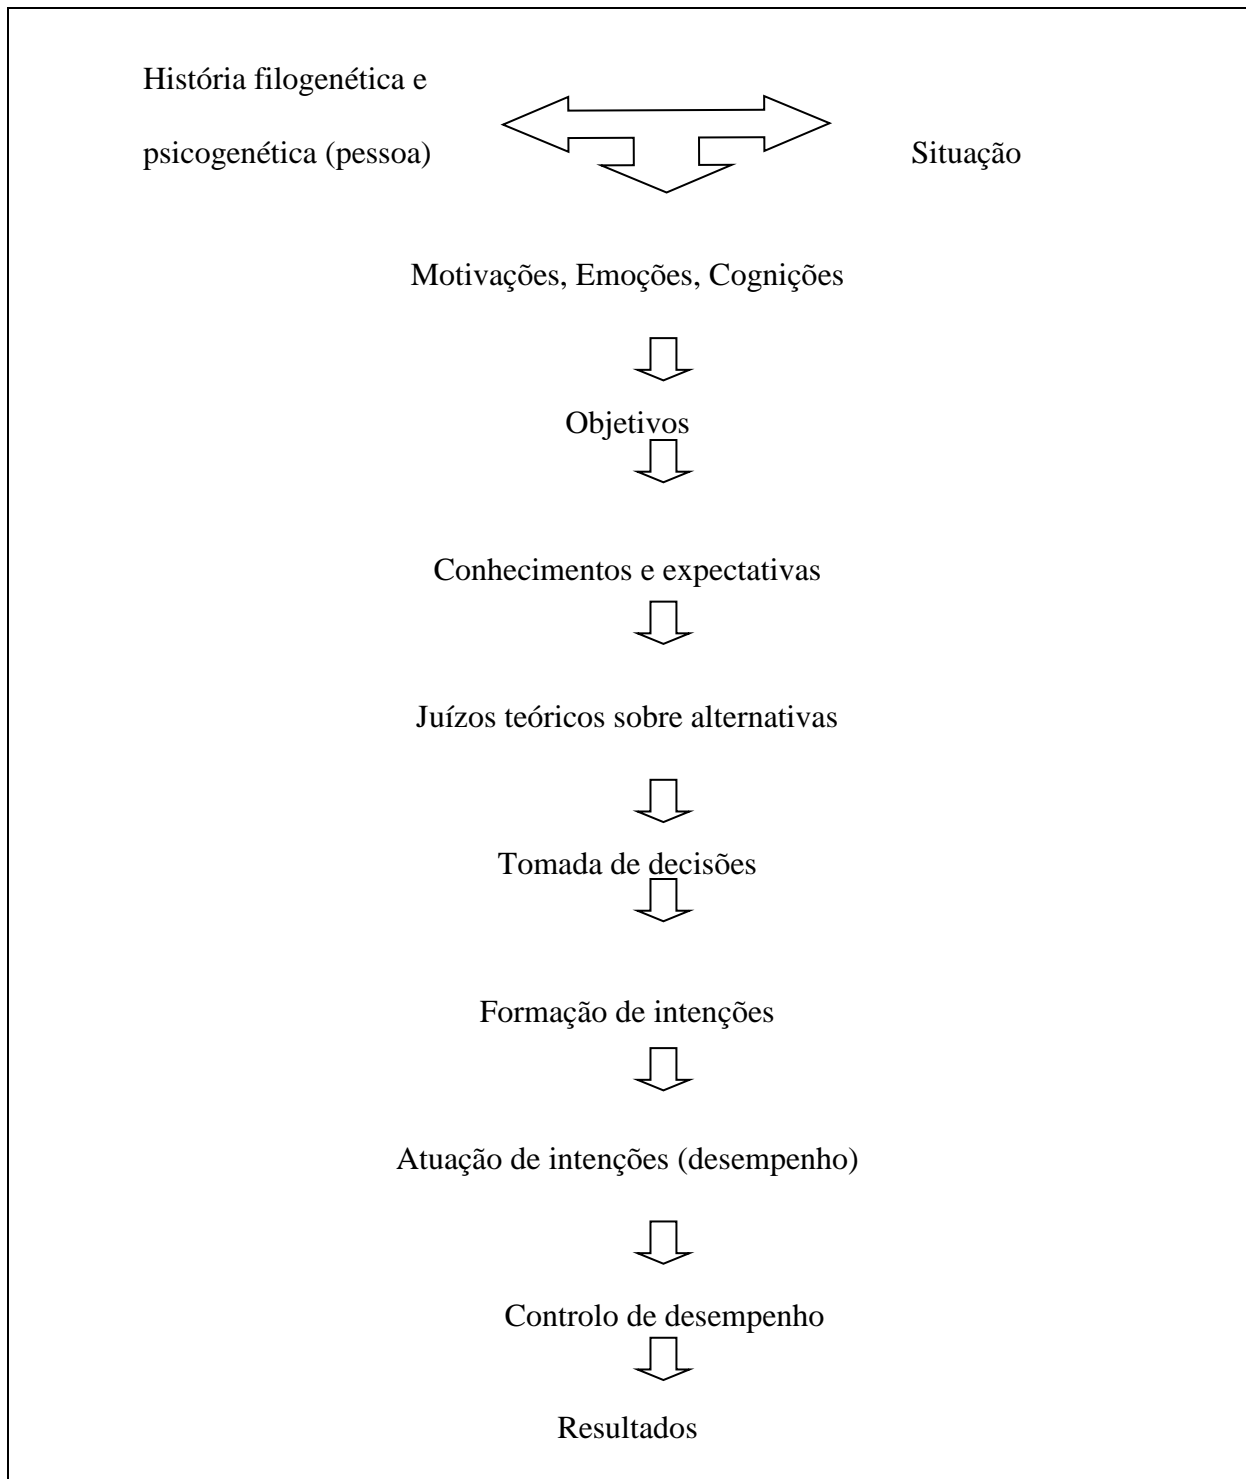 História filogenética e
psicogenética (pessoa)
Situação
Motivações, Emoções, Cognições
Objetivos
Conhecimentos e expectativas
Juízos teóricos sobre alternativas
Tomada de decisões
Formação de intenções
Atuação de intenções (desempenho)
Controlo de desempenho
Resultados